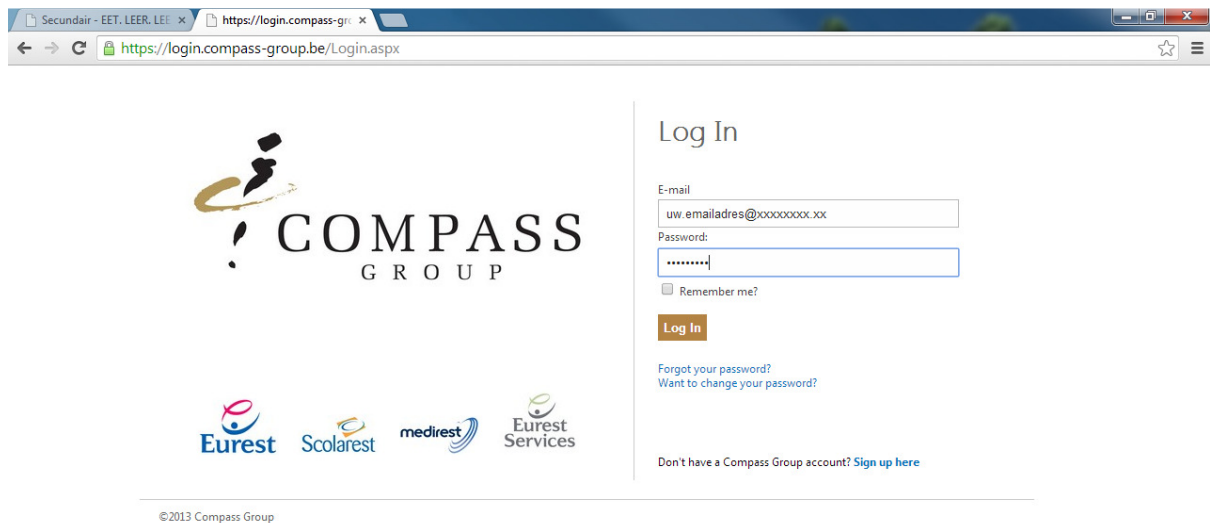 Secundair - EET. LEER. LEE
https://login.compass-gro
https://login.compass-group.be/Login.aspx
COMPASS
GROUP
Eurest
Scolarest
medirest
Eurest
Services
Log In
E-mail
uw.emailadres@xxxxxxxx.xx
Password:
•••••••••
Remember me?
Log In
Forgot your password?
Want to change your password?
Don't have a Compass Group account? Sign up here
©2013 Compass Group